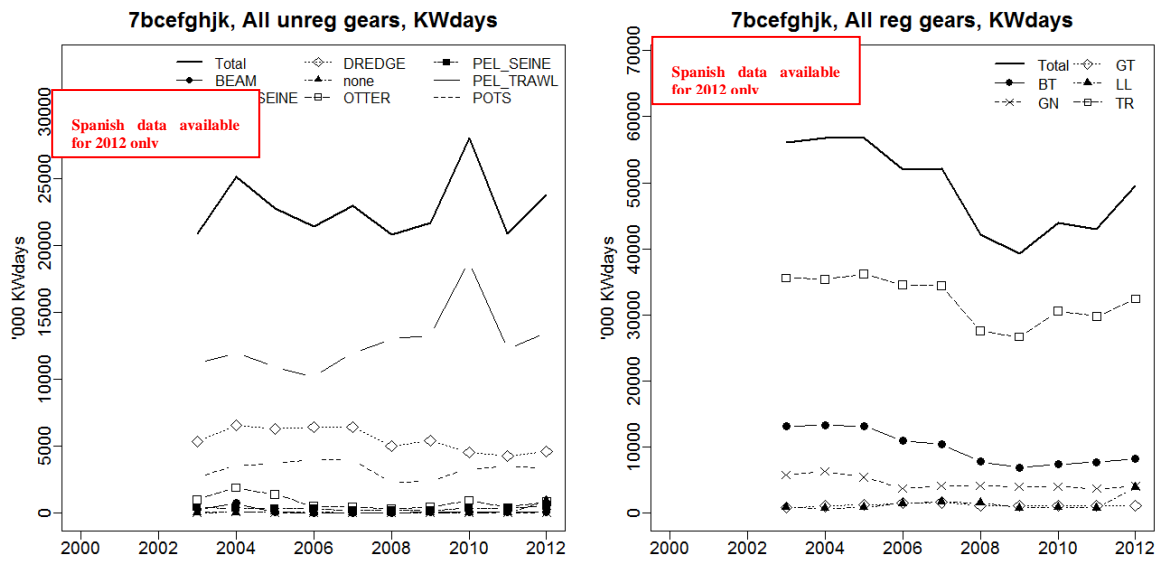 7bcefghjk, All unreg gears, KWdays
Total
DREDGE
PEL_SEINE
BEAM
none
PEL_TRAWL
SEINE
OTTER
POTS
Spanish data available
for 2012 only
'000 KWdays
30000
25000
20000
15000
10000
5000
0
2000
2002
2004
2006
2008
2010
2012
7bcefghjk, All reg gears, KWdays
Spanish data available
for 2012 only
Total
GT
BT
LL
GN
TR
'000 KWdays
70000
60000
50000
40000
30000
20000
10000
0
2000
2002
2004
2006
2008
2010
2012